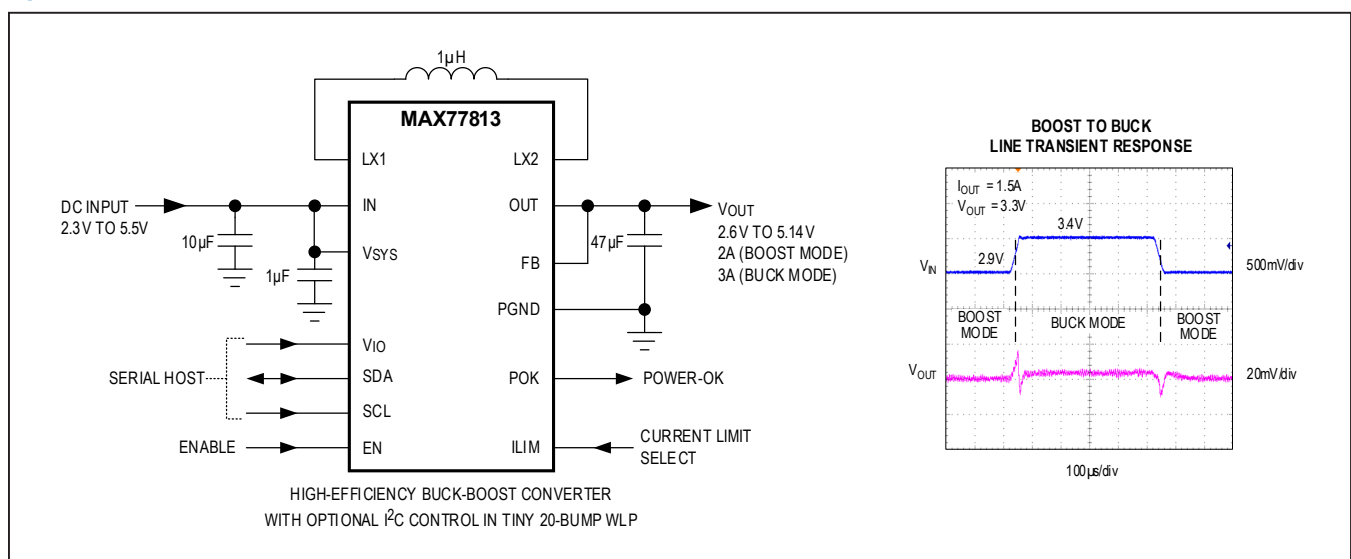 1µH
MAX77813
LX1
LX2
DC INPUT
2.3V TO 5.5V
IN
OUT
VOUT
2.6V TO 5.14V
2A (BOOST MODE)
3A (BUCK MODE)
10µF
VSYS
1µF
47µF
FB
PGND
SERIAL HOST
VIO
SDA
SCL
POK
POWER-OK
ENABLE
EN
ILIM
CURRENT LIMIT
SELECT
HIGH-EFFICIENCY BUCK-BOOST CONVERTER
WITH OPTIONAL I2C CONTROL IN TINY 20-BUMP WLP
BOOST TO BUCK
LINE TRANSIENT RESPONSE
IOUT = 1.5A
VOUT = 3.3V
3.4V
VIN
2.9V
500mV/div
BOOST
MODE
BUCK MODE
BOOST
MODE
VOUT
20mV/div
100µs/div